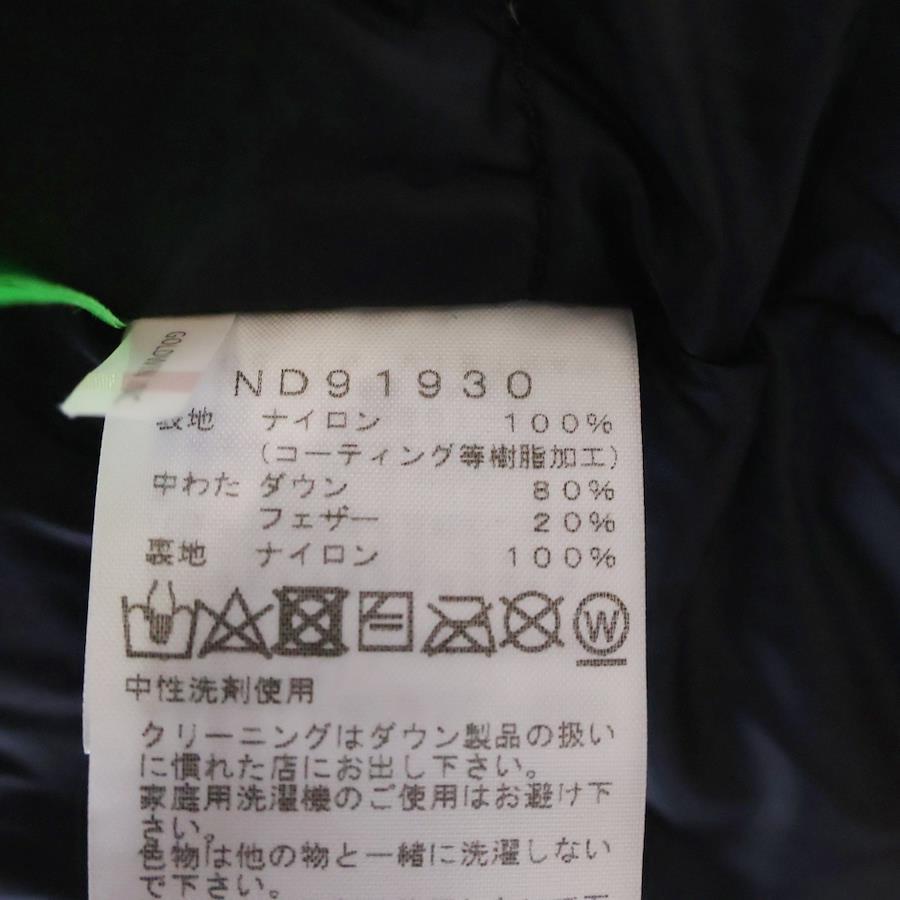 GOLDWIN
ND91930
表地 ナイロン 100%
(コーティング等樹脂加工)
中わた ダウン 80%
フェザー 20%
裏地 ナイロン 100%
W
中性洗剤使用
クリーニングはダウン製品の扱い
に慣れた店にお出し下さい。
家庭用洗濯機のご使用はお避け下
さい。
色物は他の物と一緒に洗濯しない
で下さい。